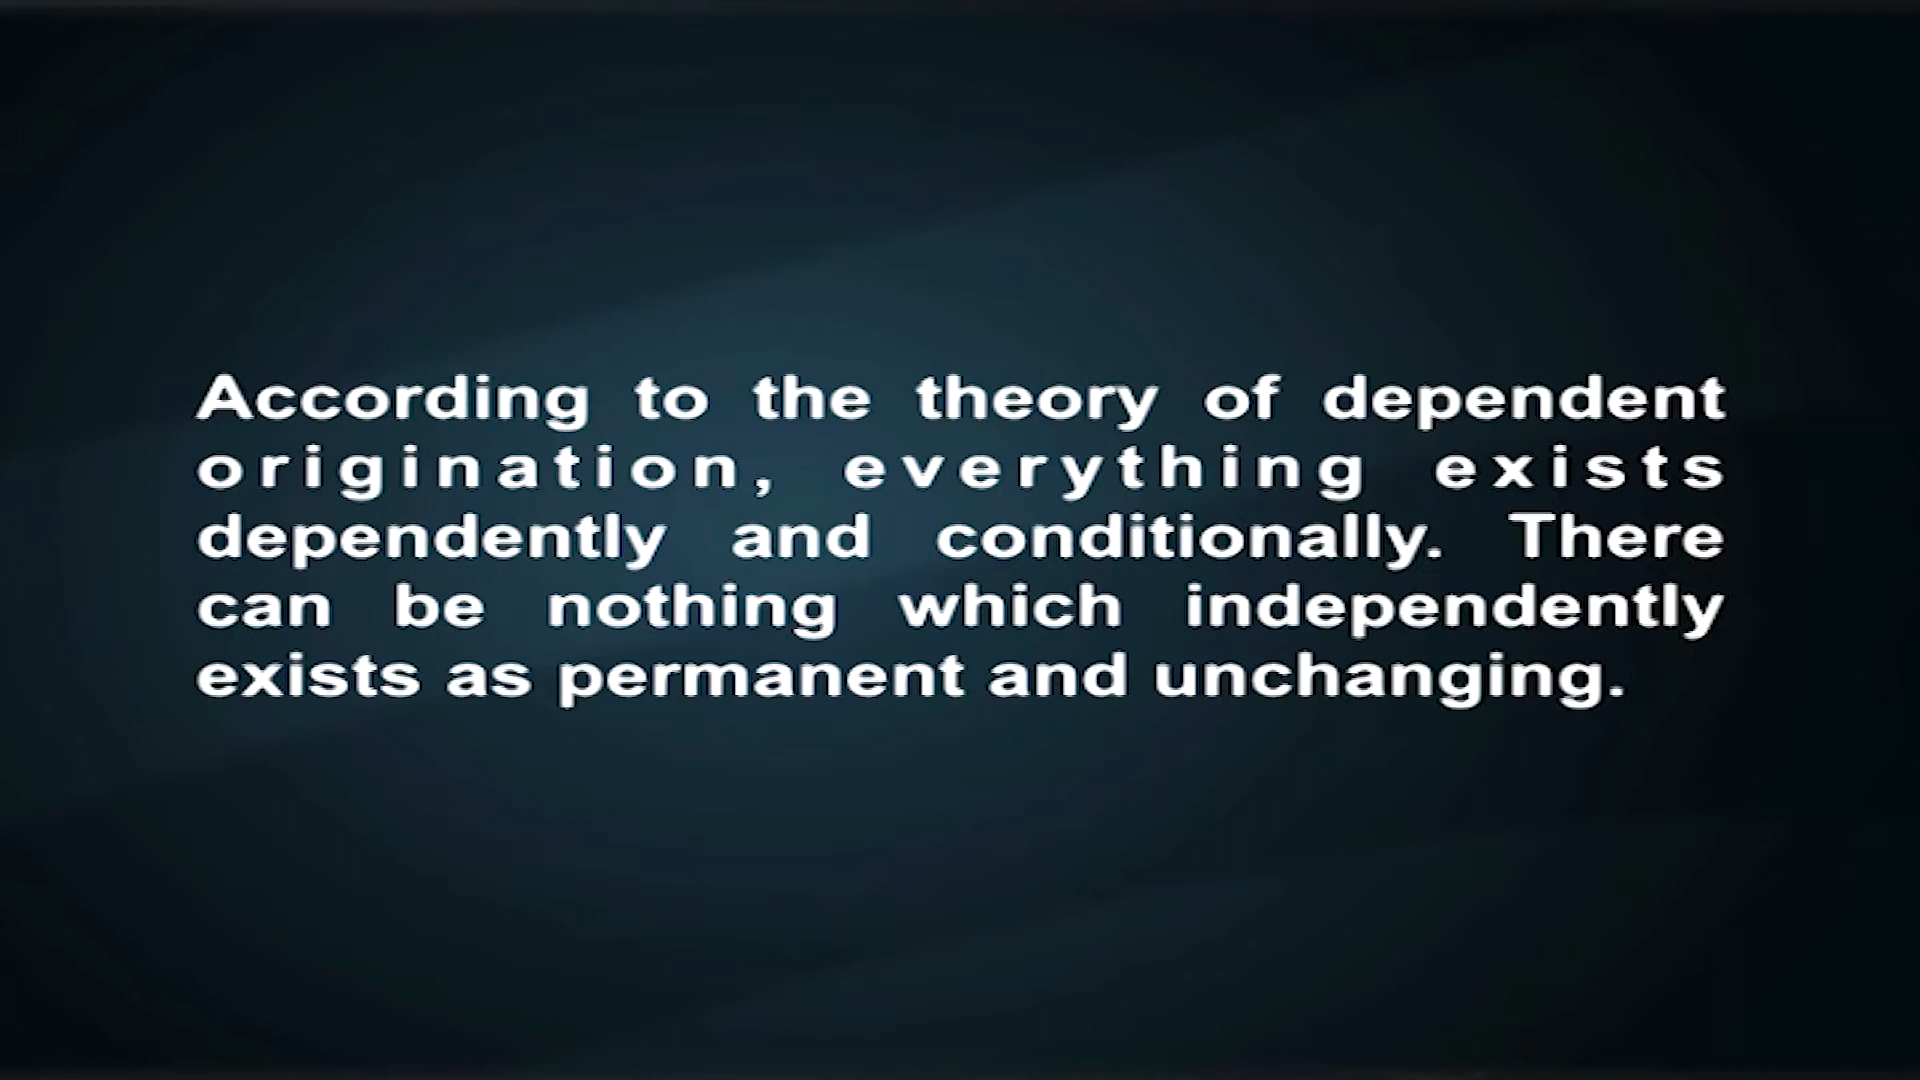 According to the theory of dependent
origination, everything exists
dependently and conditionally. There
can be nothing which independently
exists as permanent and unchanging.